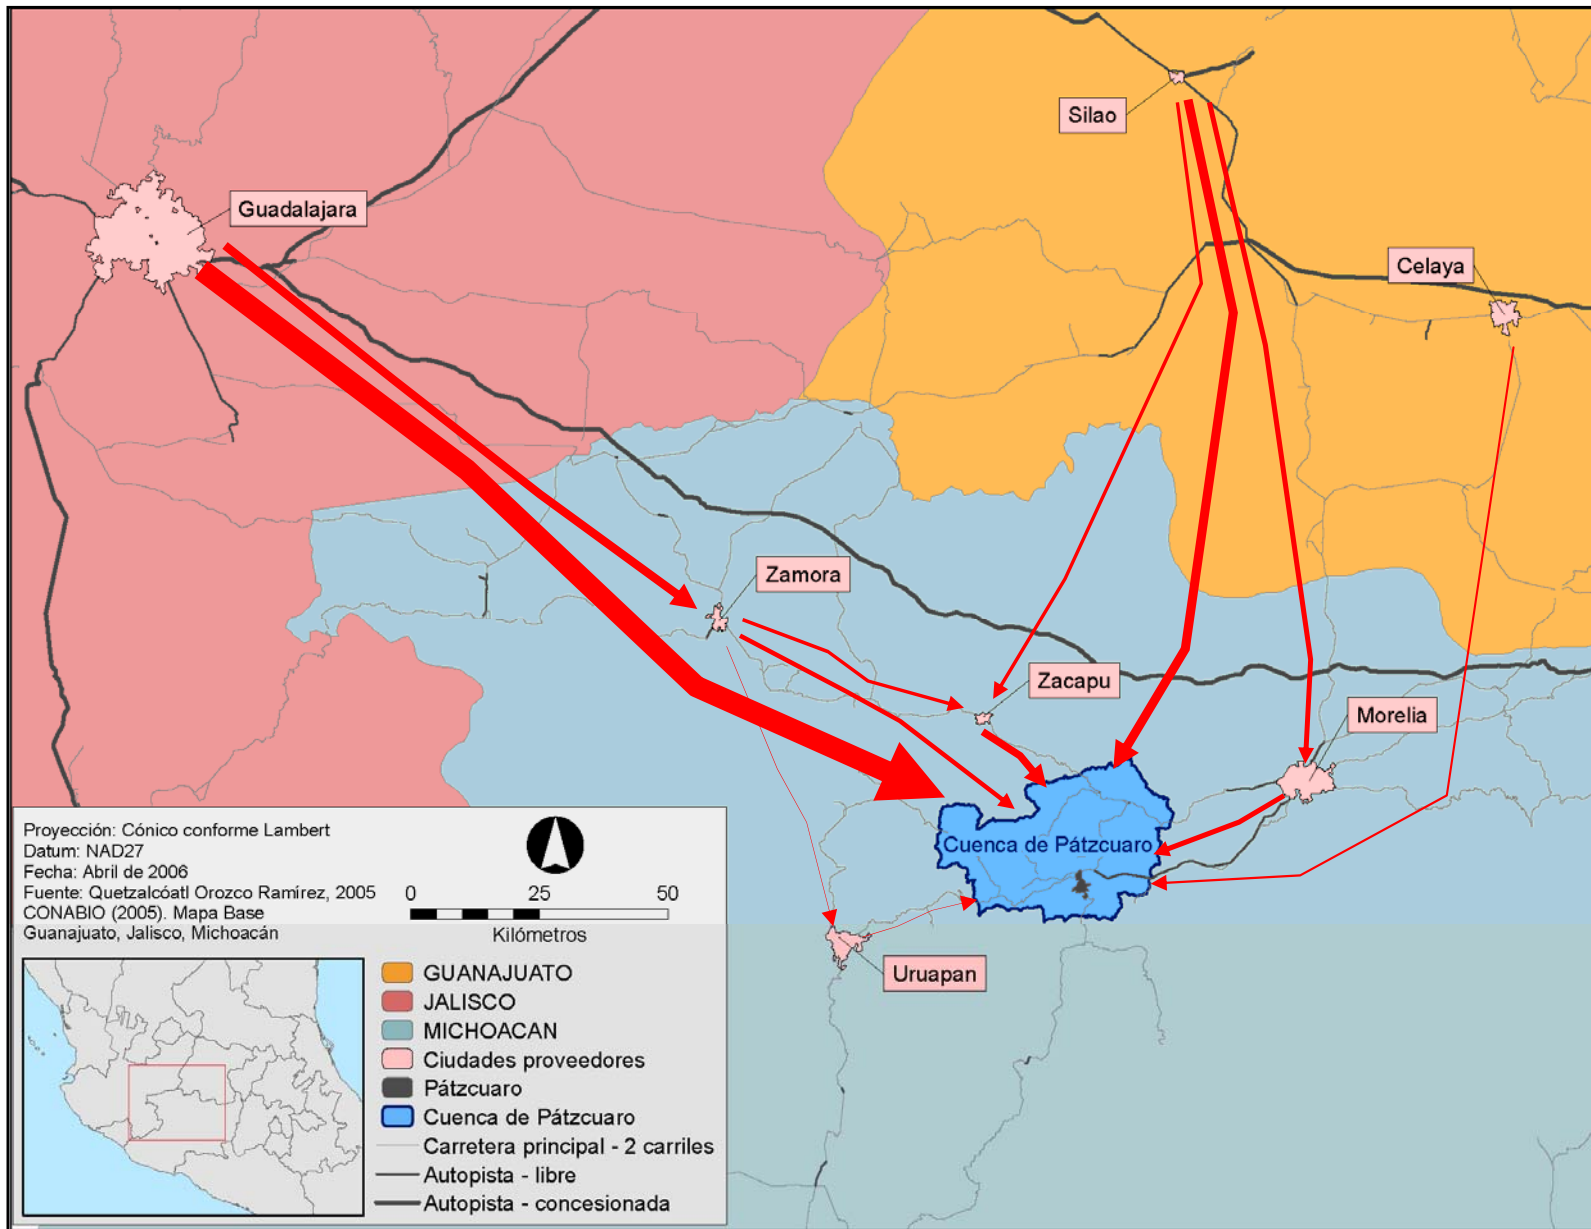 Silao
Guadalajara
Celaya
Zamora
Zacapu
Morelia
Cuenca de Pátzcuaro
Uruapan
Proyección: Cónico conforme Lambert
Datum: NAD27
Fecha: Abril de 2006
Fuente: Quetzalcóatl Orozco Ramírez, 2005
CONABIO (2005). Mapa Base
Guanajuato, Jalisco, Michoacán
0 25 50
Kilómetros
GUANAJUATO
JALISCO
MICHOACAN
Ciudades proveedores
Pátzcuaro
Cuenca de Pátzcuaro
Carretera principal - 2 carriles
Autopista - libre
Autopista - concesionada